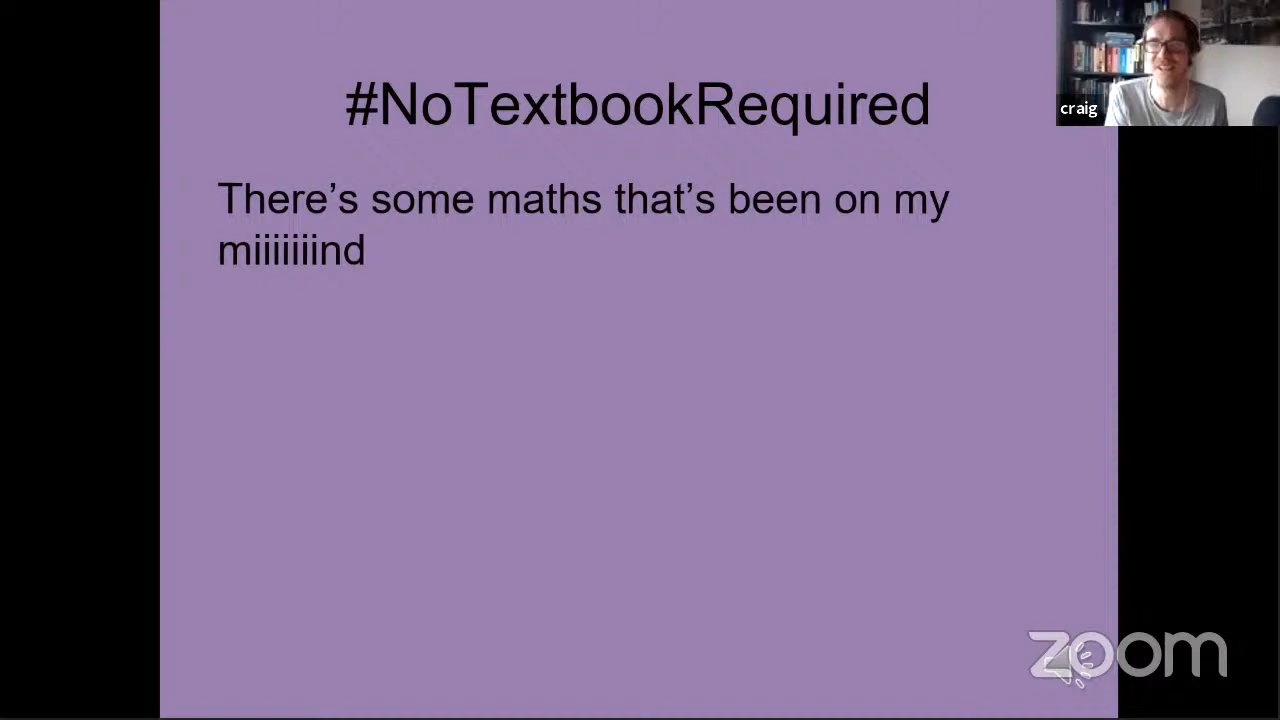 #NoTextbookRequired
craig
There’s some maths that’s been on my
miiiiiiind
zoom